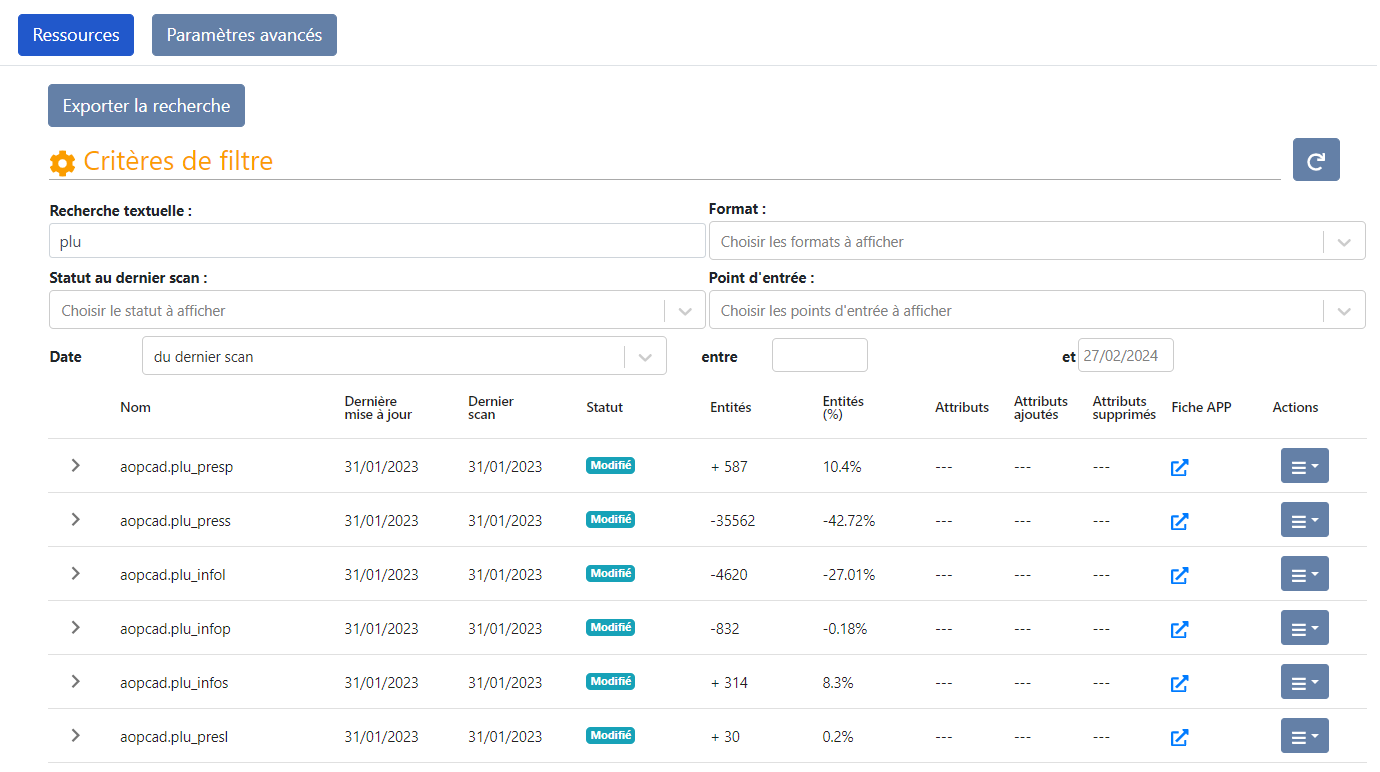 Ressources Paramètres avancés
Exporter la recherche
Critères de filtre
Recherche textuelle : Format :
plu Choisir les formats à afficher
Statut au dernier scan : Point d'entrée :
Choisir le statut à afficher Choisir les points d'entrée à afficher
Date du dernier scan entre et 27/02/2024
Nom Dernière mise à jour Dernier scan Statut Entités Entités (%) Attributs Attributs ajoutés Attributs supprimés Fiche APP Actions
aopcad.plu_presp 31/01/2023 31/01/2023 Modifié + 587 10.4% --- --- ---
aopcad.plu_press 31/01/2023 31/01/2023 Modifié -35562 -42.72% --- --- ---
aopcad.plu_infol 31/01/2023 31/01/2023 Modifié -4620 -27.01% --- --- ---
aopcad.plu_infop 31/01/2023 31/01/2023 Modifié -832 -0.18% --- --- ---
aopcad.plu_infos 31/01/2023 31/01/2023 Modifié + 314 8.3% --- --- ---
aopcad.plu_presl 31/01/2023 31/01/2023 Modifié + 30 0.2% --- --- ---